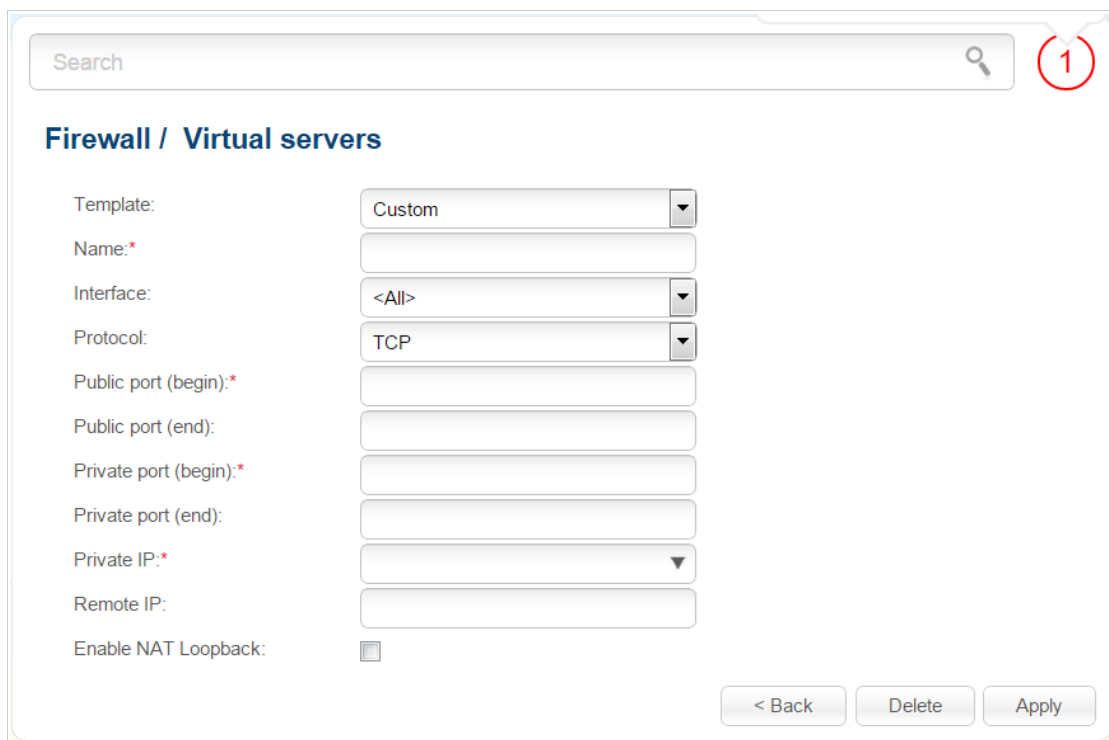 Search
1
Firewall / Virtual servers
Template: Custom
Name:*
Interface: <All>
Protocol: TCP
Public port (begin):*
Public port (end):
Private port (begin):*
Private port (end):
Private IP:*
Remote IP:
Enable NAT Loopback:
< Back Delete Apply